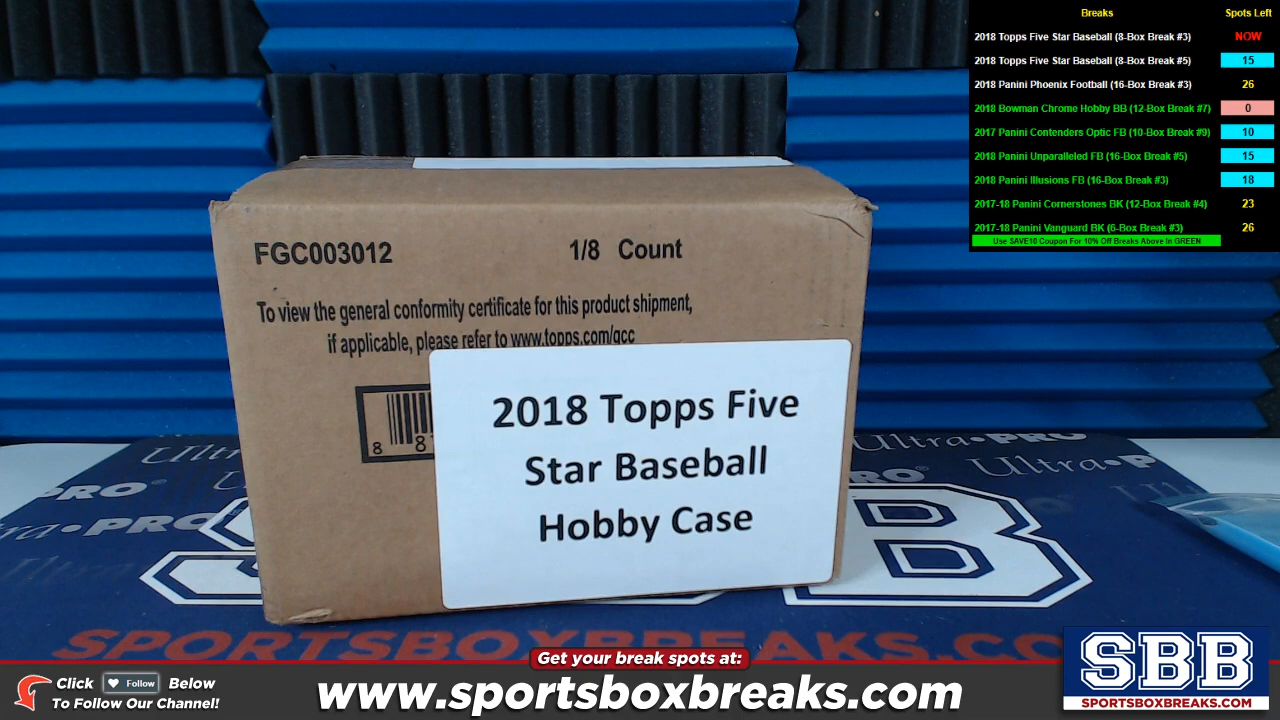 Breaks Spots Left
2018 Topps Five Star Baseball (8-Box Break #3) NOW
2018 Topps Five Star Baseball (8-Box Break #5) 15
2018 Panini Phoenix Football (16-Box Break #3) 26
2018 Bowman Chrome Hobby BB (12-Box Break #7) 0
2017 Panini Contenders Optic FB (10-Box Break #9) 10
2018 Panini Unparalleled FB (16-Box Break #5) 15
2018 Panini Illusions FB (16-Box Break #3) 18
2017-18 Panini Cornerstones BK (12-Box Break #4) 23
2017-18 Panini Vanguard BK (6-Box Break #3) 26
Use SAVE10 Coupon For 10% Off Breaks Above In GREEN
FGC003012 1/8 Count
To view the general conformity certificate for this product shipment,
if applicable, please refer to www.topps.com/gcc
8 8
2018 Topps Five
Star Baseball
Hobby Case
Ultra•PRO
Ultra•PRO
Ultra•PRO
B
SPORTSBOXBREAKS.CO
Get your break spots at:
www.sportsboxbreaks.com
Click Follow Below
To Follow Our Channel!
SBB
SPORTSBOXBREAKS.COM